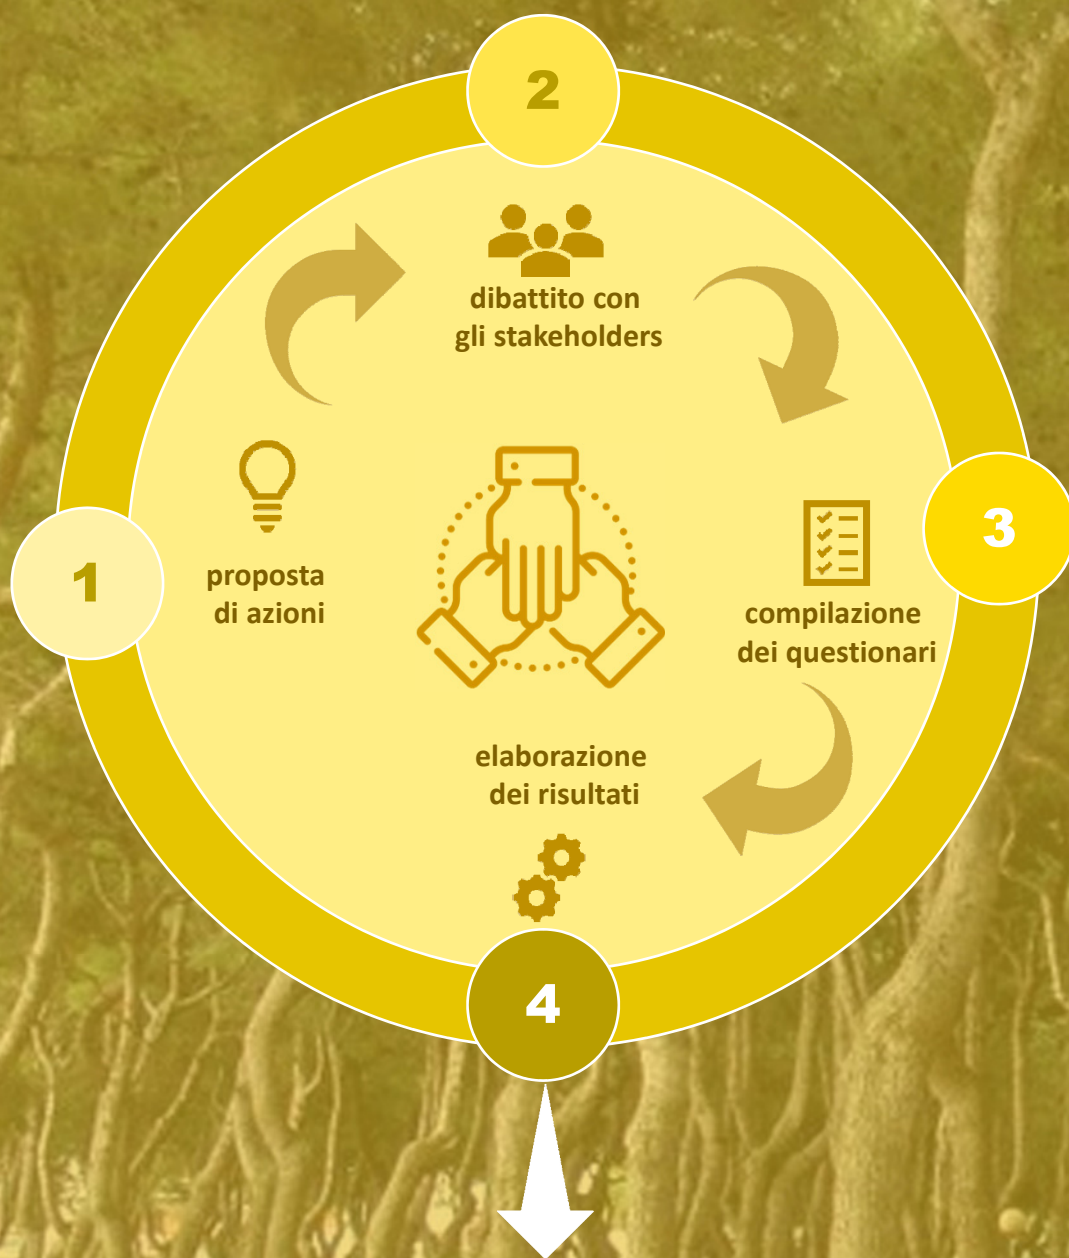 1
proposta
di azioni
2
dibattito con
gli stakeholders
3
compilazione
dei questionari
elaborazione
dei risultati
4